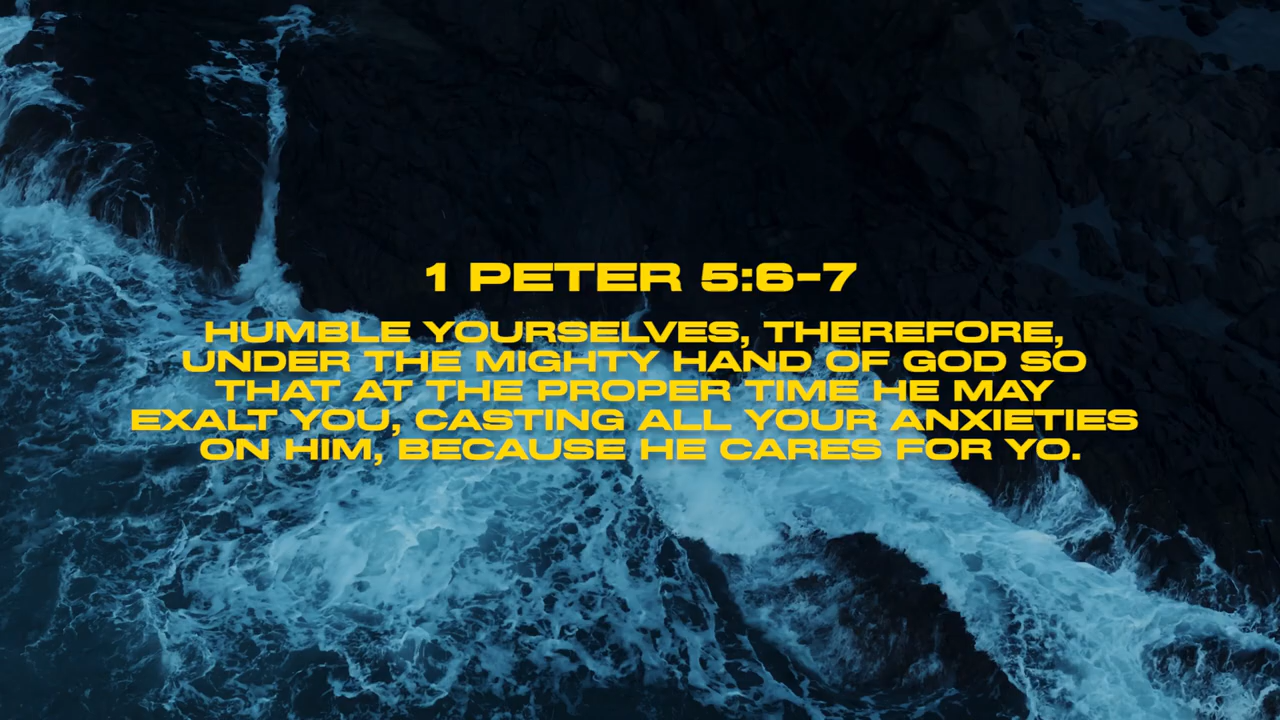 1 PETER 5:6-7
HUMBLE YOURSELVES, THEREFORE,
UNDER THE MIGHTY HAND OF GOD SO
THAT AT THE PROPER TIME HE MAY
EXALT YOU, CASTING ALL YOUR ANXIETIES
ON HIM, BECAUSE HE CARES FOR YO.